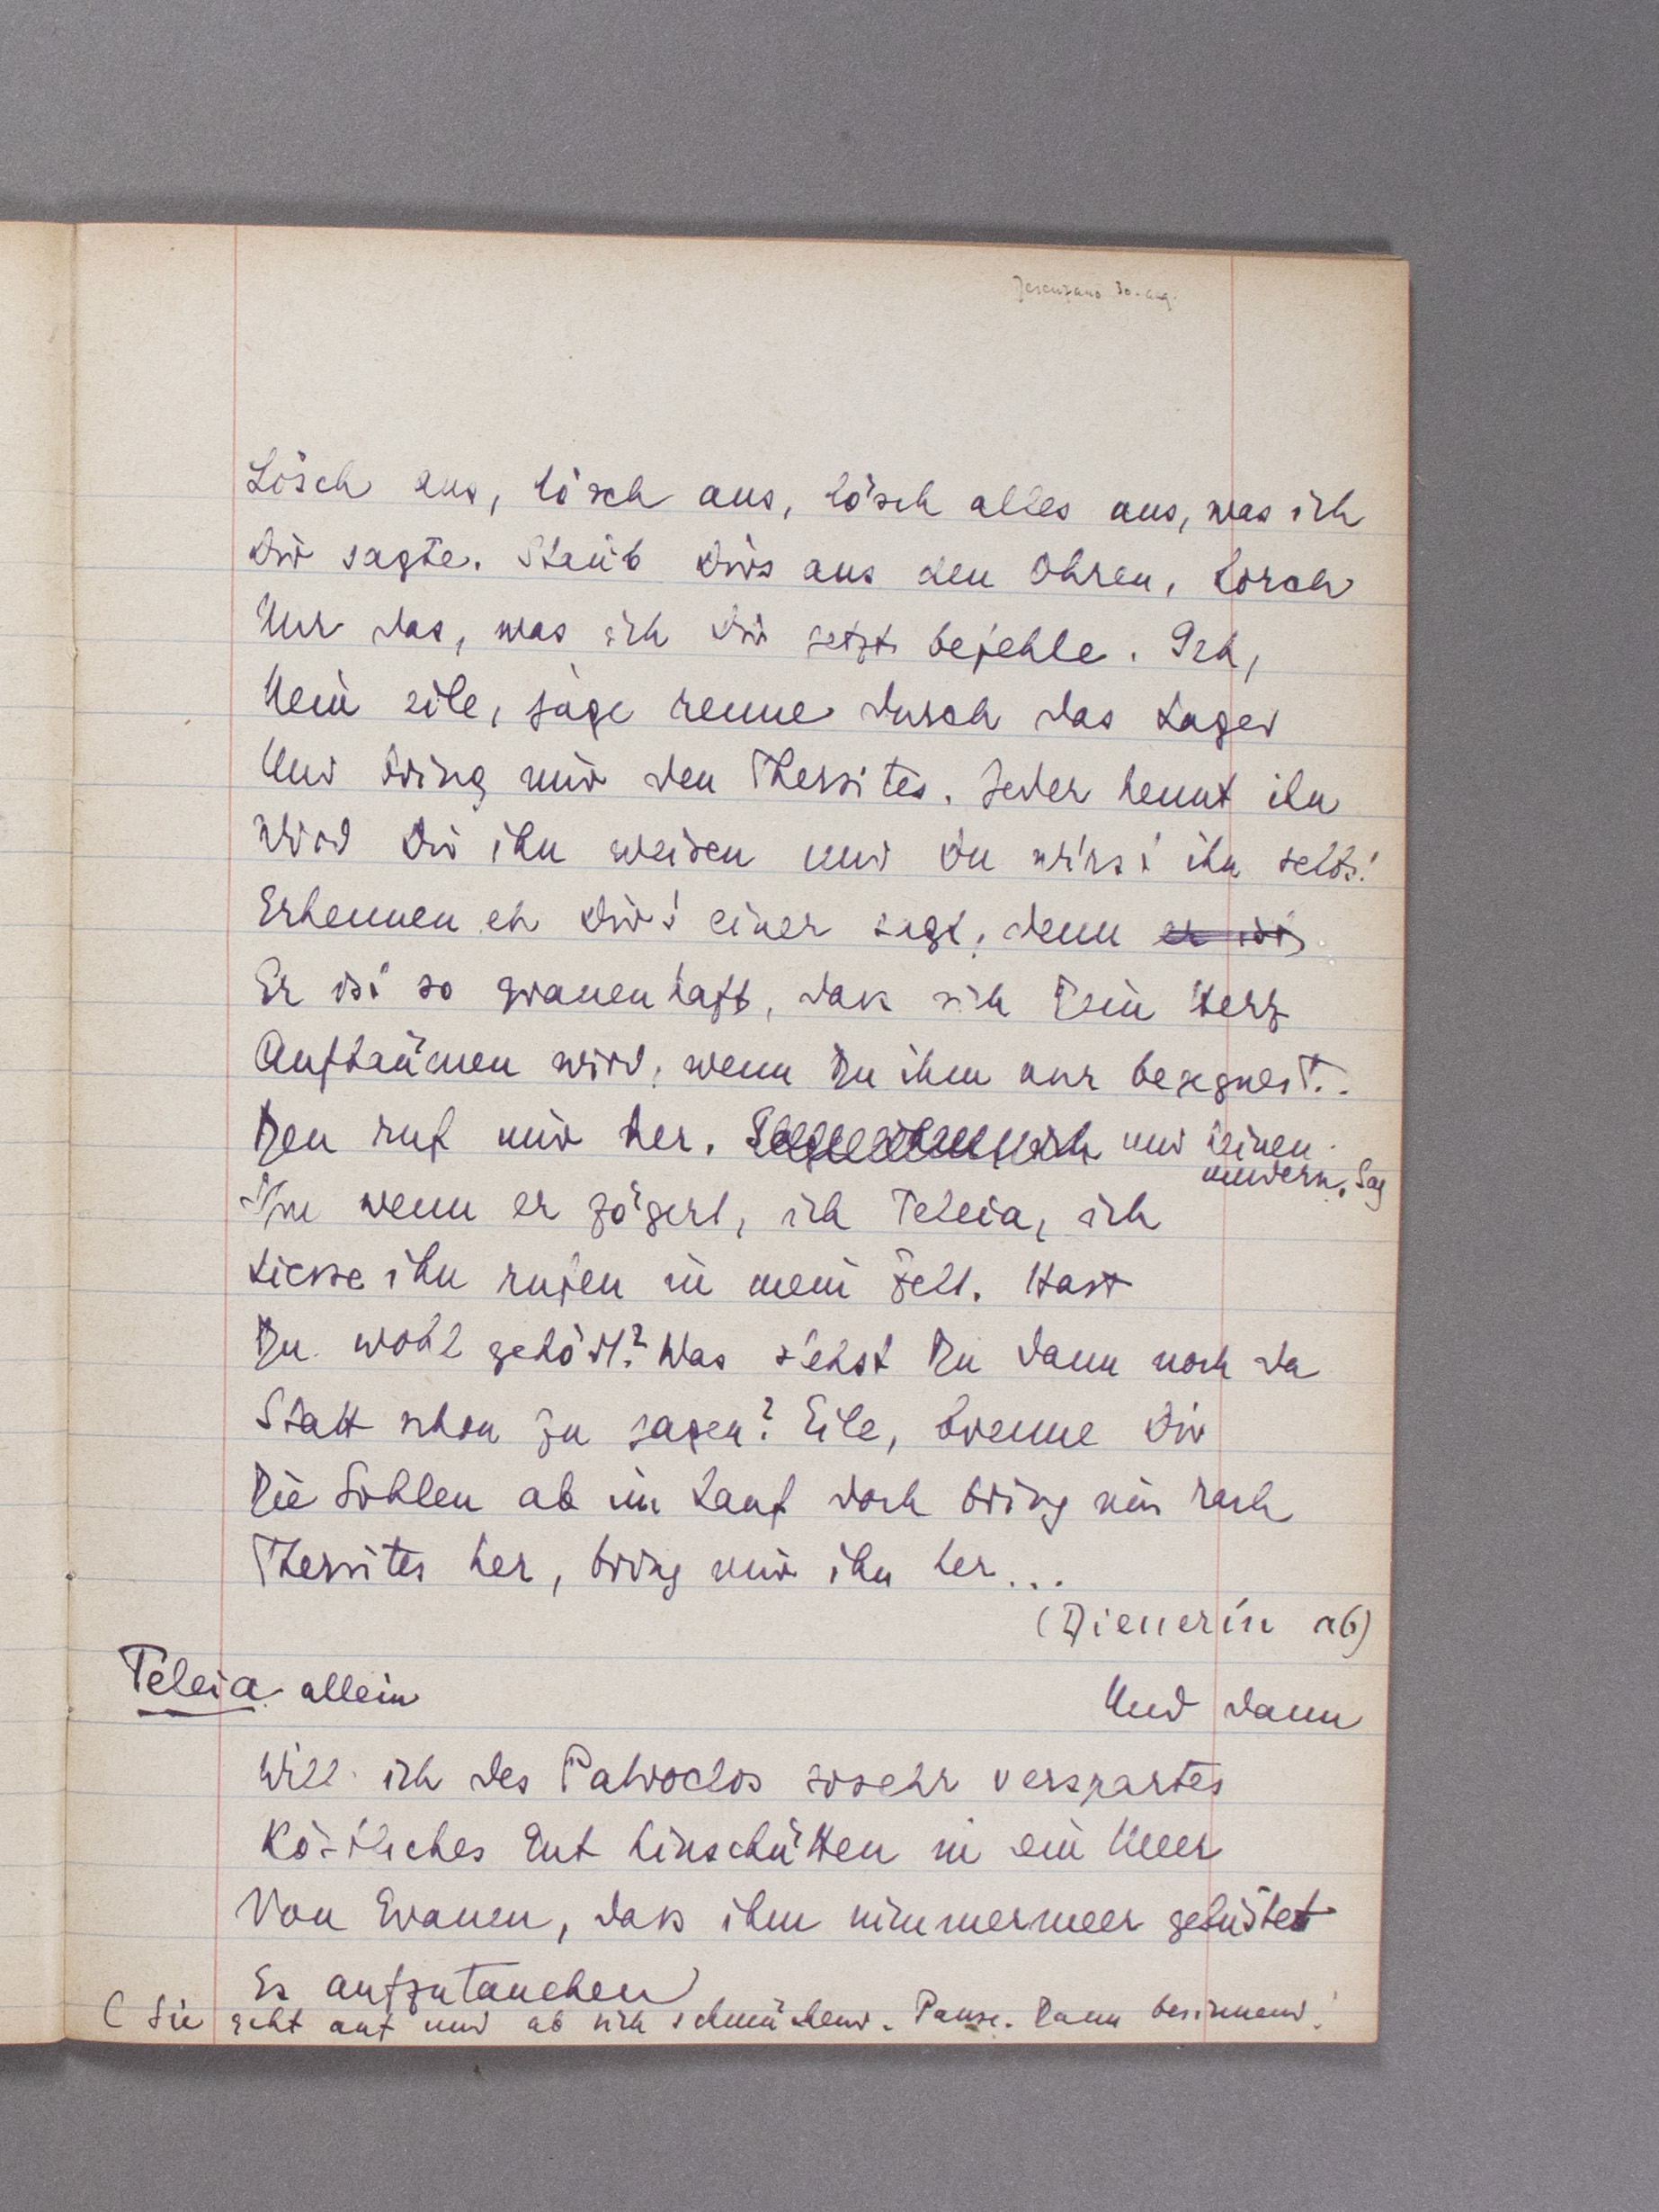 Desenzano 30. Aug.
Lösch aus, lösch aus, lösch alles aus, was ich
Dir sagte. Staub Dirs aus den Ohren, horch
Nur das, was ich Dir jetzt befehle. Geh,
Nein eile, jage renne durch das Lager
Und bring mir den Thersites. Jeder kennt ihn
Wird Dir ihn weisen und Du wirst ihn selbst
Erkennen eh Dirs einer sagt, denn er ist
Er ist so grauenhaft, dass sich Dein Herz
Aufbäumen wird, wenn Du ihm nur begegnest.
Den ruf mir her. und keinen
andern. Sag
Ihm wenn er zögert, ich Teleia, ich
Liesse ihn rufen in mein Zelt. Hast
Du wohl gehört? Was stehst Du dann noch da
Statt schon zu jagen? Eile, brenne Dir
Die Sohlen ab im Lauf doch bring mir rasch
Thersites her, bring mir ihn her...
(Dienerin ab)
Teleia allein
Und dann
Will ich des Patroclos sosehr verspartes
Köstliches Gut hinschütten in ein Meer
Von Grauen, dass ihm nimmermeer gelüstet
Es aufzutauchen
(Sie geht auf und ab sich schmückend. Pause. Dann besinnend: